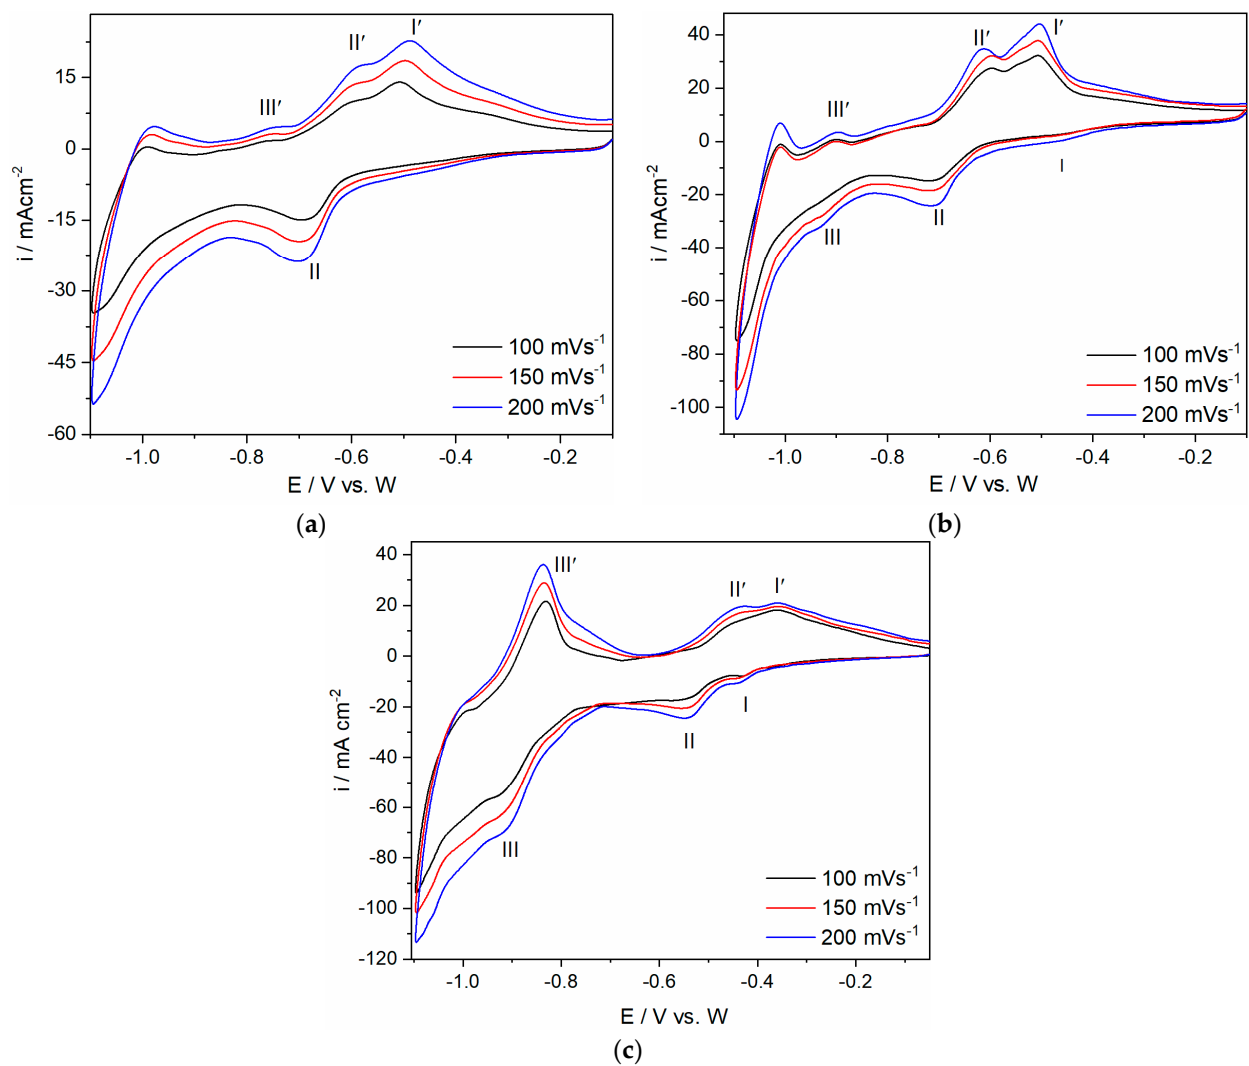 I′
II′
III′
15
0
-15
-30
-45
-60
i / mAcm-2
II
100 mVs-1
150 mVs-1
200 mVs-1
-1.0
-0.8
-0.6
-0.4
-0.2
E / V vs. W
(a)
40
20
0
-20
-40
-60
-80
-100
i / mAcm-2
I′
II′
III′
I
II
III
100 mVs-1
150 mVs-1
200 mVs-1
-1.0
-0.8
-0.6
-0.4
-0.2
E / V vs. W
(b)
40
20
0
-20
-40
-60
-80
-100
-120
i / mA cm-2
III′
II′
I′
I
II
III
100 mVs-1
150 mVs-1
200 mVs-1
-1.0
-0.8
-0.6
-0.4
-0.2
E / V vs. W
(c)